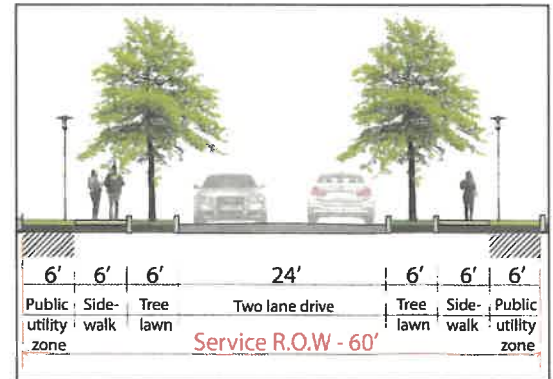 6' 6' 6' 24' 6' 6' 6'
Public Side- Tree Two lane drive Tree Side- Public
utility walk lawn lawn walk utility
zone zone
Service R.O.W - 60'